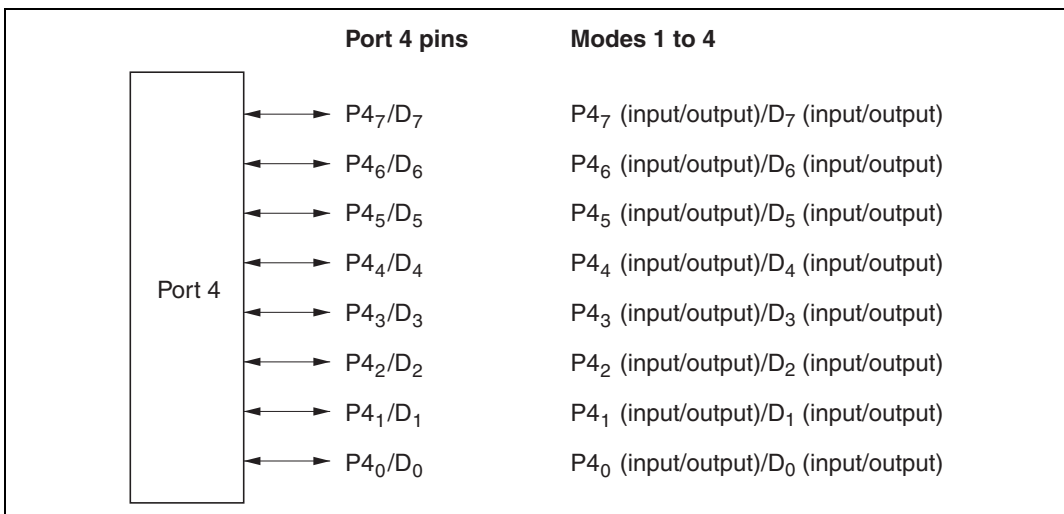 Port 4 pins Modes 1 to 4
P4₇/D₇ P4₇ (input/output)/D₇ (input/output)
P4₆/D₆ P4₆ (input/output)/D₆ (input/output)
P4₅/D₅ P4₅ (input/output)/D₅ (input/output)
P4₄/D₄ P4₄ (input/output)/D₄ (input/output)
Port 4
P4₃/D₃ P4₃ (input/output)/D₃ (input/output)
P4₂/D₂ P4₂ (input/output)/D₂ (input/output)
P4₁/D₁ P4₁ (input/output)/D₁ (input/output)
P4₀/D₀ P4₀ (input/output)/D₀ (input/output)